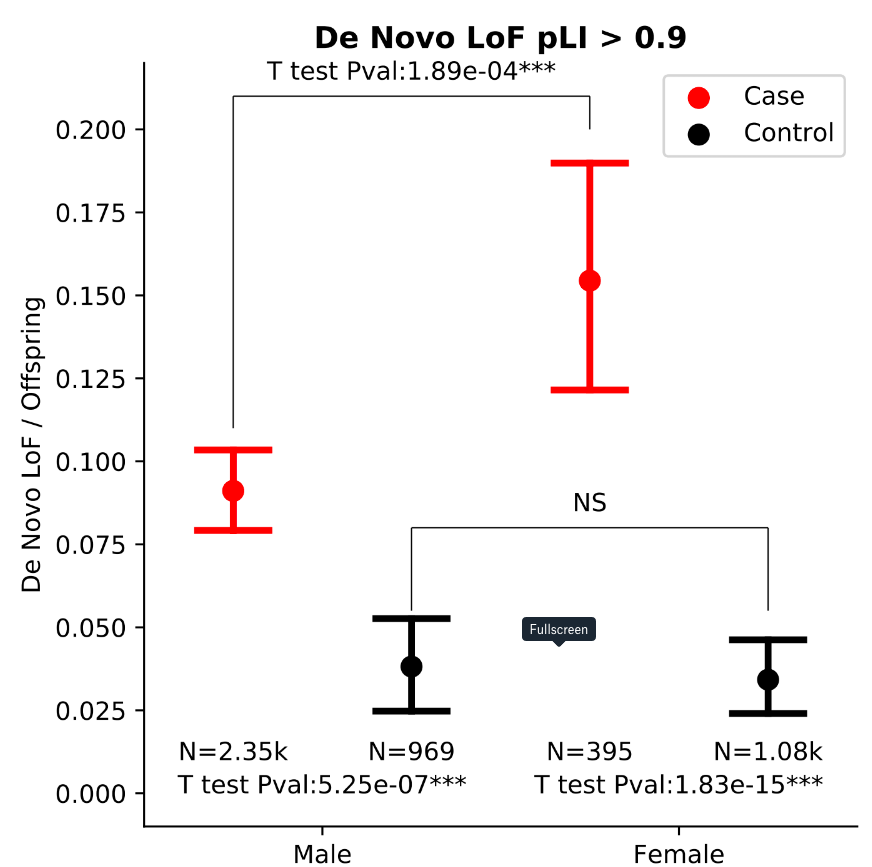 De Novo LoF pLI > 0.9
T test Pval:1.89e-04***
Case
Control
0.200
0.175
0.150
0.125
0.100
0.075
0.050
0.025
0.000
De Novo LoF / Offspring
NS
Fullscreen
N=2.35k N=969 N=395 N=1.08k
T test Pval:5.25e-07*** T test Pval:1.83e-15***
Male Female